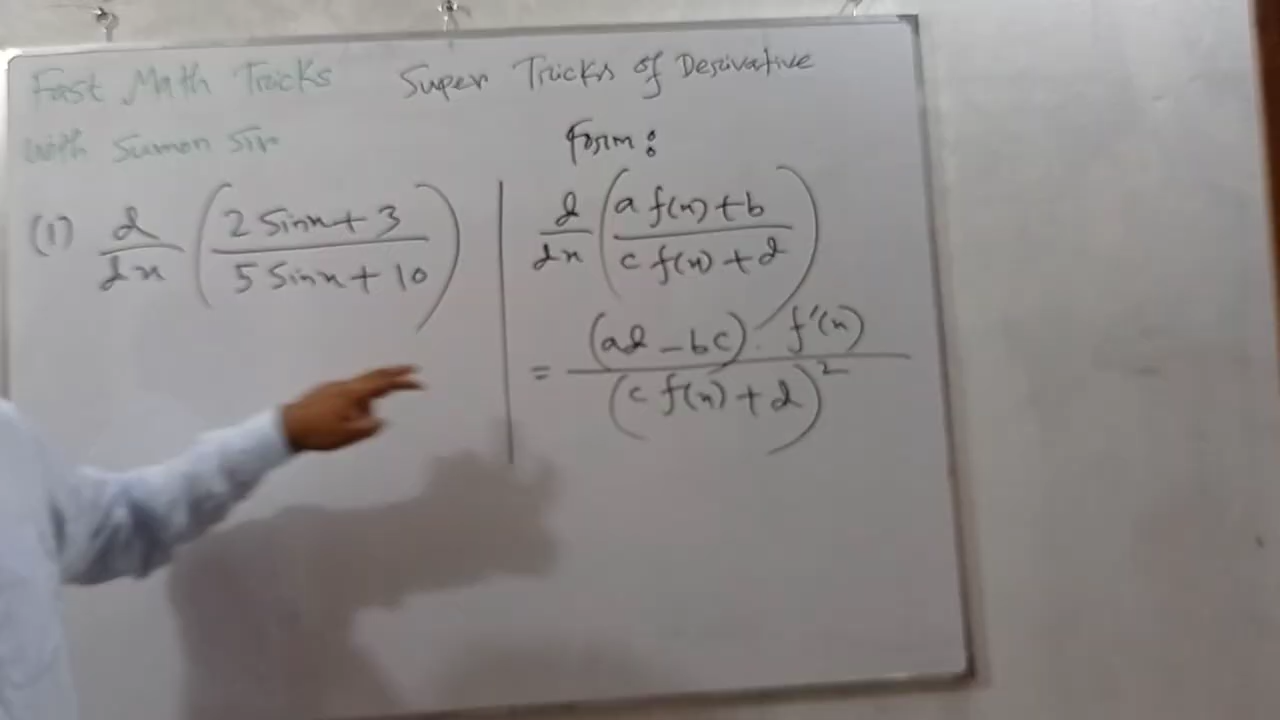 Fast Math Tricks
with Suman Sir
Super Tricks of Derivative
(1) d/dx ( (2 Sinx + 3) / (5 Sinx + 10) )
Form :
d/dx ( (a f(x) + b) / (c f(x) + d) )
= (ad - bc) . f'(x) / (c f(x) + d)²